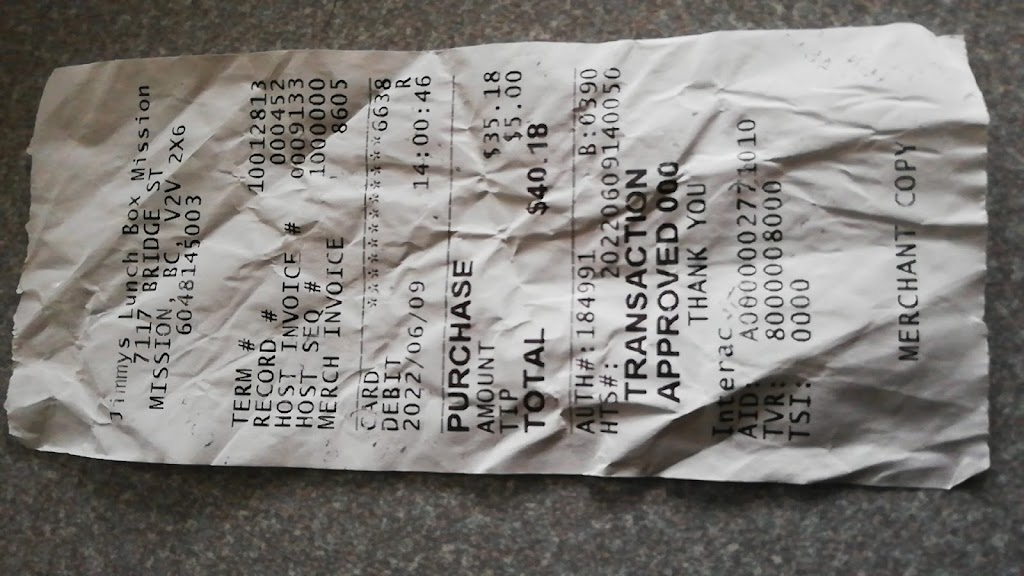 Jimmys Lunch Box Mission
7117 BRIDGE ST
MISSION, BC, V2V 2X6
6048145003
TERM # 10012813
RECORD # 000452
HOST INVOICE # 0009133
HOST SEQ # 1000000
MERCH INVOICE 8605
CARD ************6638
DEBIT R
2022/06/09 14:00:46
PURCHASE
AMOUNT $35.18
TIP $5.00
TOTAL $40.18
AUTH#:184991 B:0390
HTS#: 20220609140050
TRANSACTION
APPROVED 000
THANK YOU
Interac
AID: A0000002771010
TVR: 8000008000
TSI: 0000
MERCHANT COPY